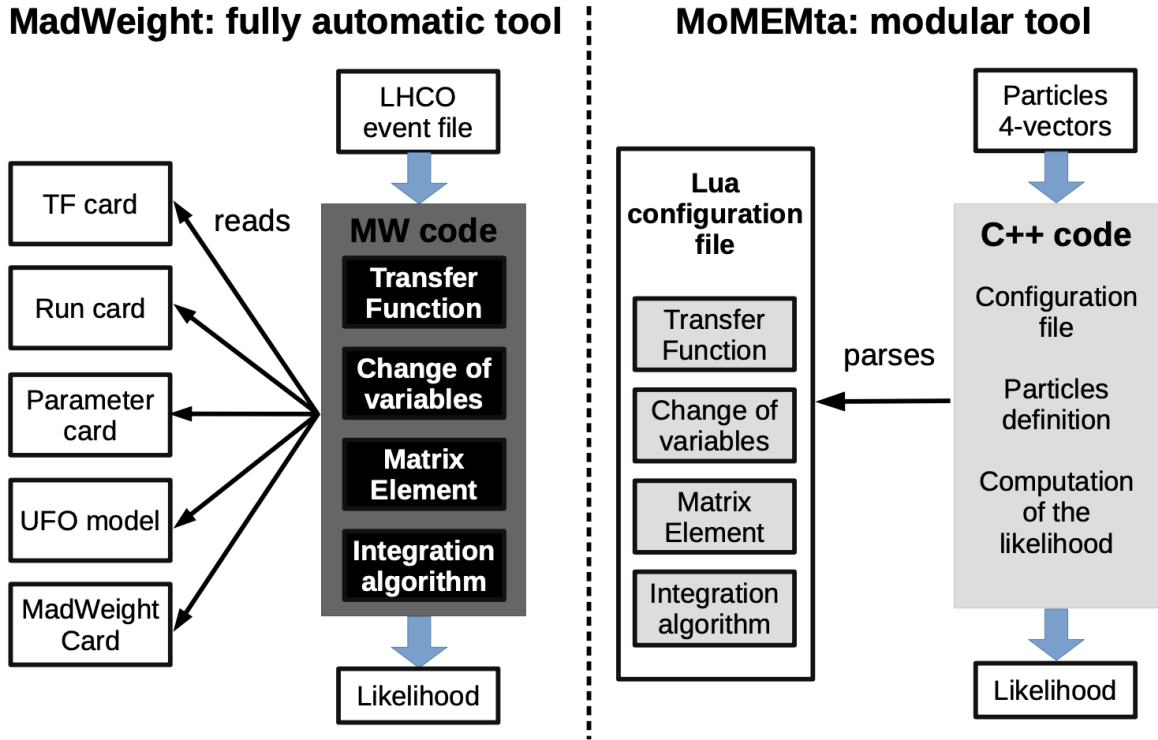 MadWeight: fully automatic tool
LHCO
event file
TF card
Run card
Parameter
card
UFO model
MadWeight
Card
reads
MW code
Transfer
Function
Change of
variables
Matrix
Element
Integration
algorithm
Likelihood
MoMEMta: modular tool
Particles
4-vectors
Lua
configuration
file
Transfer
Function
Change of
variables
Matrix
Element
Integration
algorithm
parses
C++ code
Configuration
file
Particles
definition
Computation
of the
likelihood
Likelihood